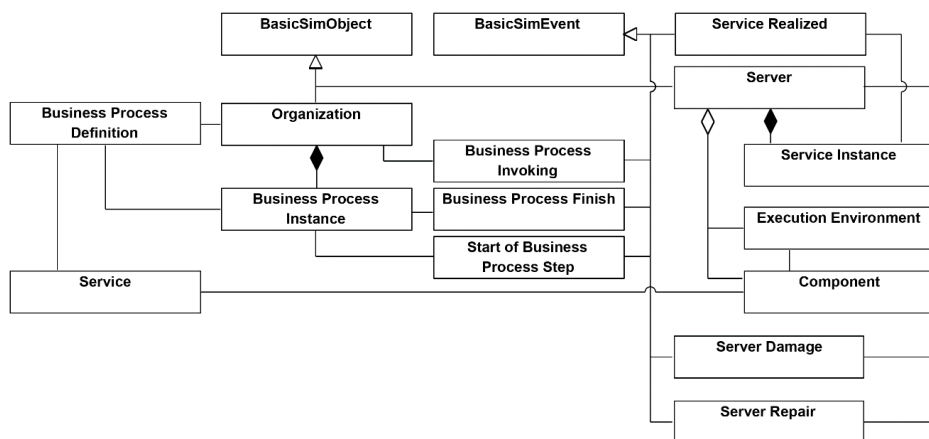 BasicSimObject
BasicSimEvent
Service Realized
Server
Business Process
Definition
Organization
Business Process
Invoking
Service Instance
Business Process
Instance
Business Process Finish
Execution Environment
Start of Business
Process Step
Service
Component
Server Damage
Server Repair